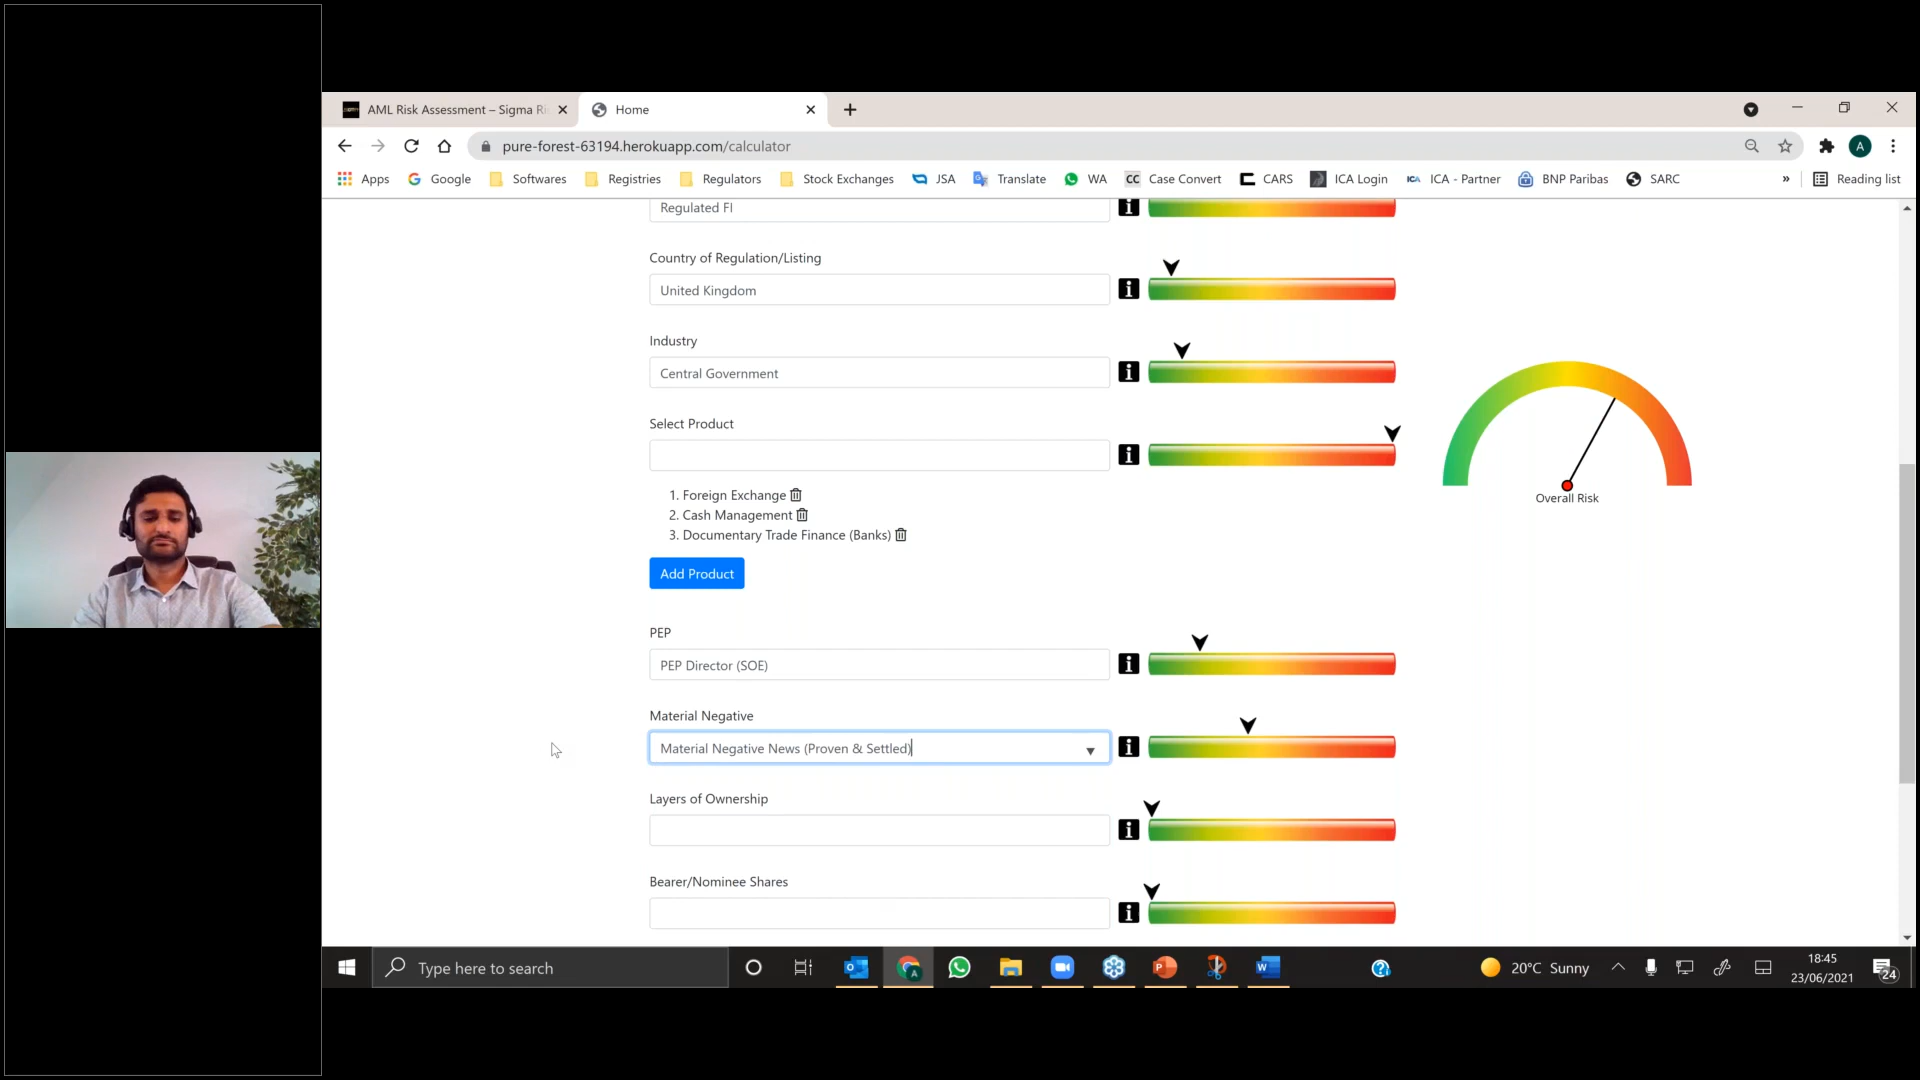 AML Risk Assessment – Sigma Ri
Home
pure-forest-63194.herokuapp.com/calculator
A
Apps
Google
Softwares
Registries
Regulators
Stock Exchanges
JSA
Translate
WA
CC Case Convert
CARS
ICA Login
ICA ICA - Partner
BNP Paribas
SARC
»
Reading list
Regulated FI
Country of Regulation/Listing
United Kingdom
Industry
Central Government
Select Product
1. Foreign Exchange
2. Cash Management
3. Documentary Trade Finance (Banks)
Add Product
Overall Risk
PEP
PEP Director (SOE)
Material Negative
Material Negative News (Proven & Settled)
Layers of Ownership
Bearer/Nominee Shares
Type here to search
20°C Sunny
18:45
23/06/2021
24